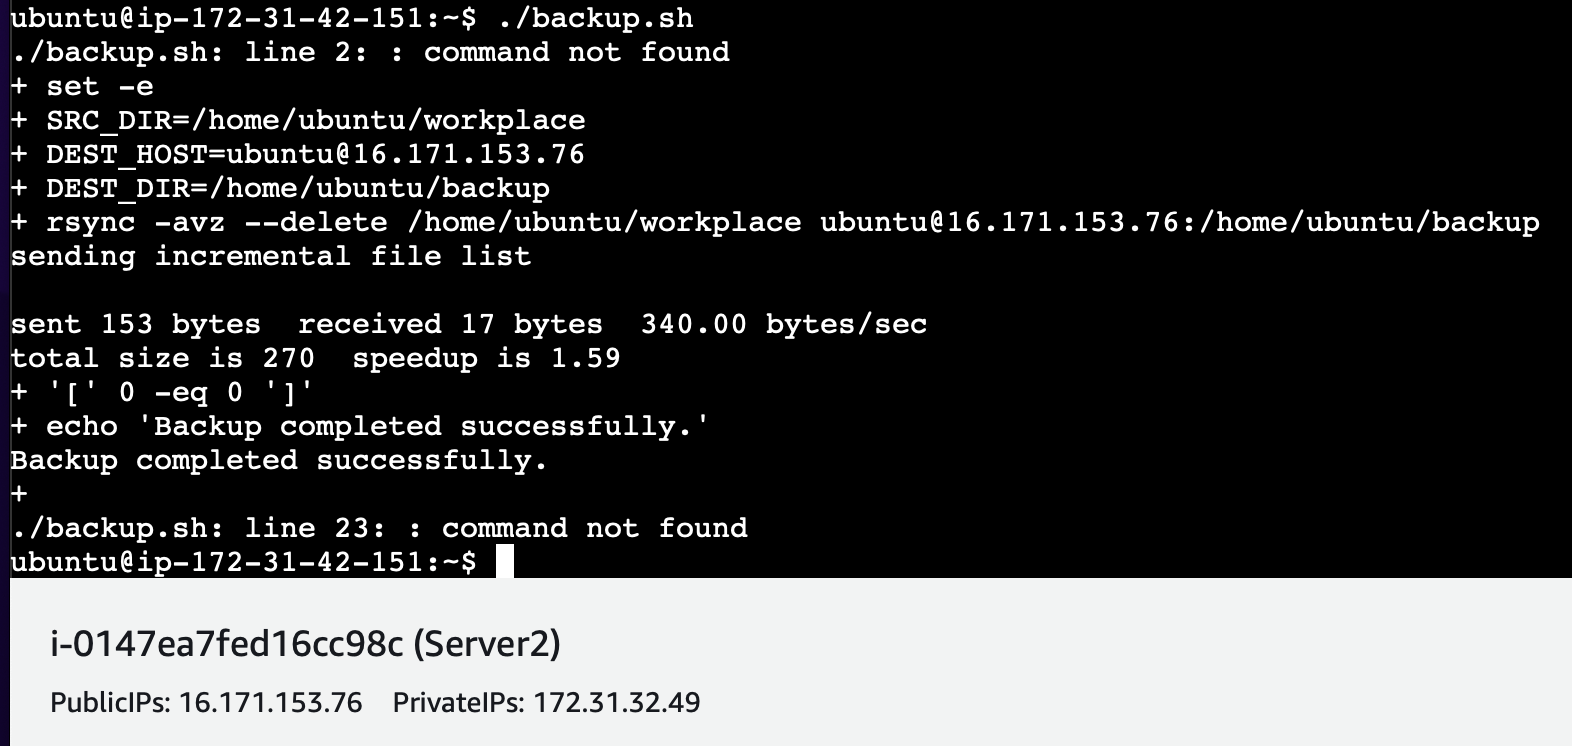 ubuntu@ip-172-31-42-151:~$ ./backup.sh
./backup.sh: line 2: : command not found
+ set -e
+ SRC_DIR=/home/ubuntu/workplace
+ DEST_HOST=ubuntu@16.171.153.76
+ DEST_DIR=/home/ubuntu/backup
+ rsync -avz --delete /home/ubuntu/workplace ubuntu@16.171.153.76:/home/ubuntu/backup
sending incremental file list
sent 153 bytes  received 17 bytes  340.00 bytes/sec
total size is 270  speedup is 1.59
+ '[' 0 -eq 0 ']'
+ echo 'Backup completed successfully.'
Backup completed successfully.
+
./backup.sh: line 23: : command not found
ubuntu@ip-172-31-42-151:~$
i-0147ea7fed16cc98c (Server2)
PublicIPs: 16.171.153.76    PrivateIPs: 172.31.32.49